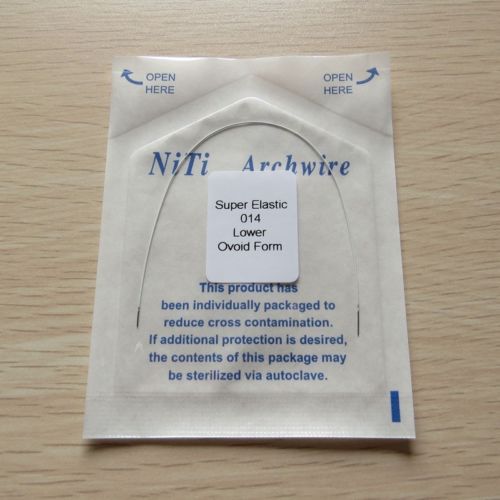 OPEN
HERE
OPEN
HERE
NiTi Archwire
Super Elastic
014
Lower
Ovoid Form
This product has
been individually packaged to
reduce cross contamination.
If additional protection is desired,
the contents of this package may
be sterilized via autoclave.